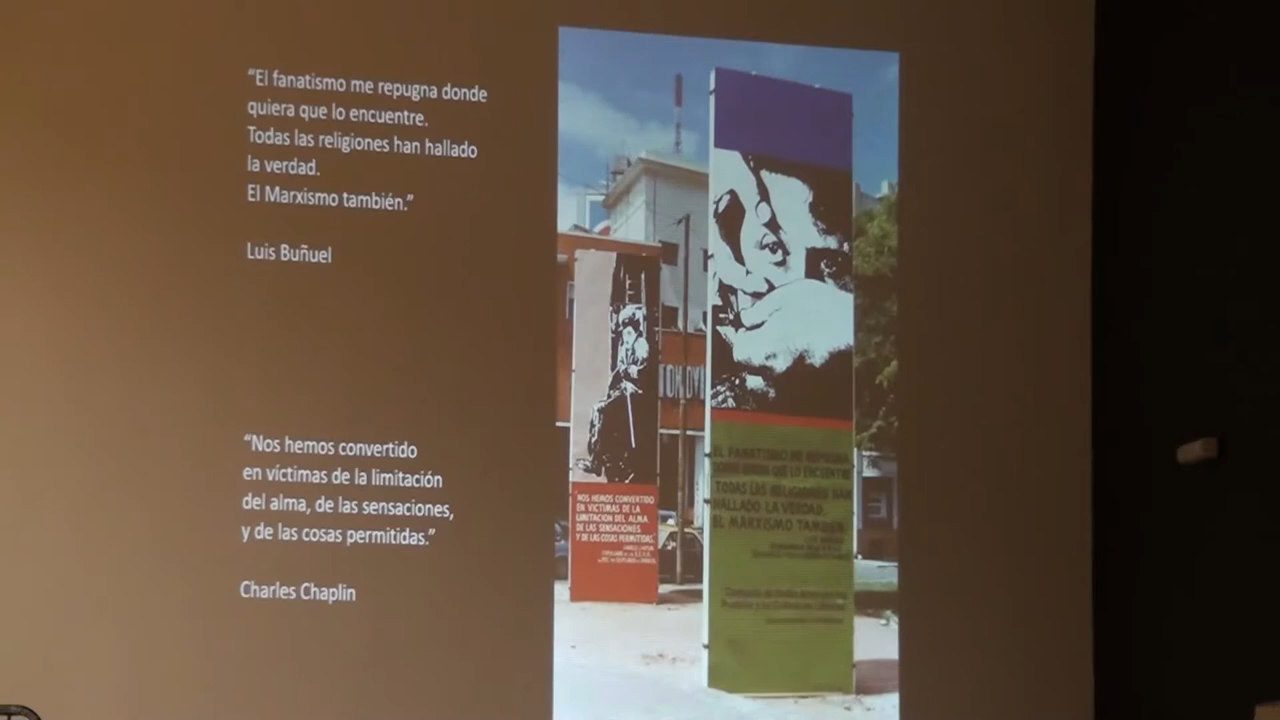 “El fanatismo me repugna donde
quiera que lo encuentre.
Todas las religiones han hallado
la verdad.
El Marxismo también.”
Luis Buñuel
“Nos hemos convertido
en víctimas de la limitación
del alma, de las sensaciones,
y de las cosas permitidas.”
Charles Chaplin
"NOS HEMOS CONVERTIDO
EN VICTIMAS DE LA
LIMITACION DEL ALMA.
DE LAS SENSACIONES
Y DE LAS COSAS PERMITIDAS."
EL FANATISMO ME REPUGNA
DONDE QUIERA QUE LO ENCUENTRE
TODAS LAS RELIGIONES HAN
HALLADO LA VERDAD
EL MARXISMO TAMBIEN